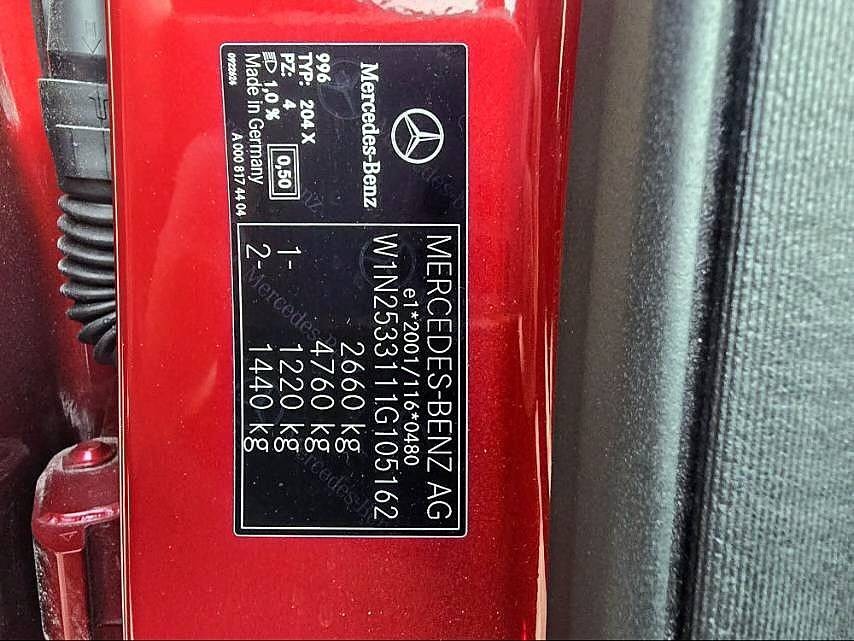 Mercedes-Benz
996
TYP: 204 X
PZ: 4
1,0 %
0,50
Made in Germany
A 000 817 44 04
0922604
MERCEDES-BENZ AG
e1*2001/116*0480
W1N2533111G105162
2660 kg
4760 kg
1- 1220 kg
2- 1440 kg